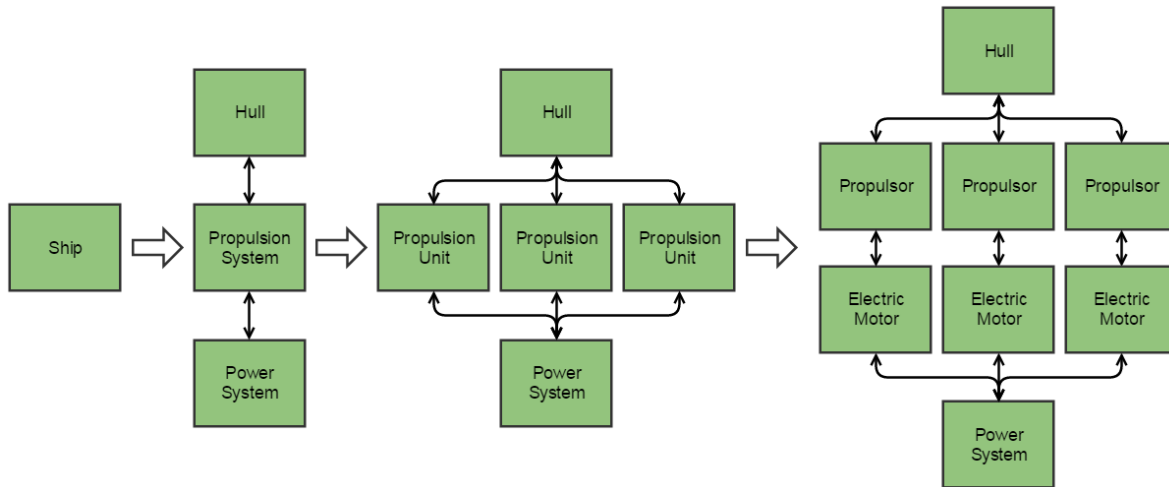 Ship
Hull
Propulsion
System
Power
System
Hull
Propulsion
Unit
Propulsion
Unit
Propulsion
Unit
Power
System
Hull
Propulsor
Propulsor
Propulsor
Electric
Motor
Electric
Motor
Electric
Motor
Power
System